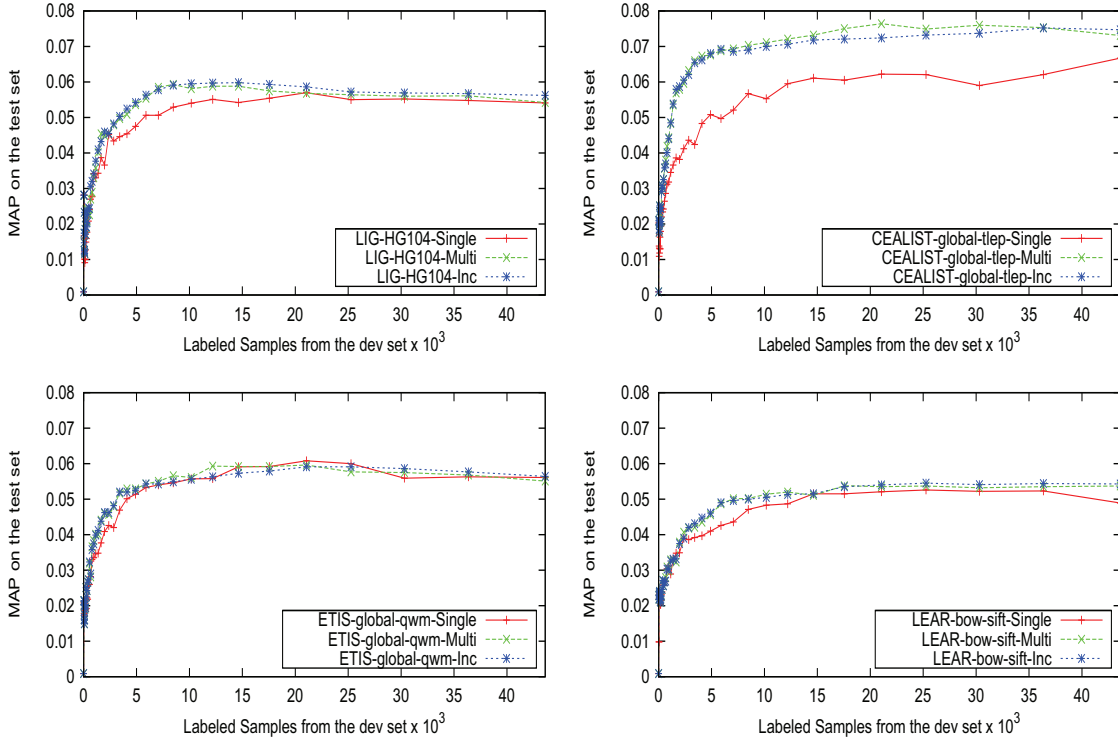 MAP on the test set
0.08
0.07
0.06
0.05
0.04
0.03
0.02
0.01
0
LIG-HG104-Single
LIG-HG104-Multi
LIG-HG104-Inc
0 5 10 15 20 25 30 35 40
Labeled Samples from the dev set x 10³
MAP on the test set
0.08
0.07
0.06
0.05
0.04
0.03
0.02
0.01
0
CEALIST-global-tlep-Single
CEALIST-global-tlep-Multi
CEALIST-global-tlep-Inc
0 5 10 15 20 25 30 35 40
Labeled Samples from the dev set x 10³
MAP on the test set
0.08
0.07
0.06
0.05
0.04
0.03
0.02
0.01
0
ETIS-global-qwm-Single
ETIS-global-qwm-Multi
ETIS-global-qwm-Inc
0 5 10 15 20 25 30 35 40
Labeled Samples from the dev set x 10³
MAP on the test set
0.08
0.07
0.06
0.05
0.04
0.03
0.02
0.01
0
LEAR-bow-sift-Single
LEAR-bow-sift-Multi
LEAR-bow-sift-Inc
0 5 10 15 20 25 30 35 40
Labeled Samples from the dev set x 10³